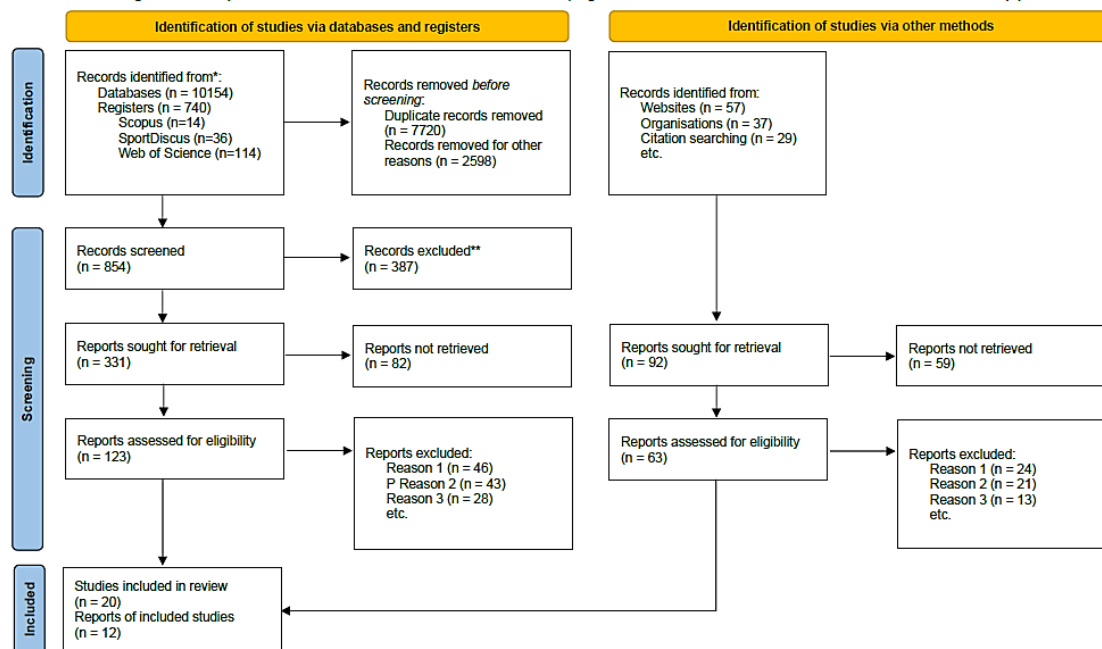 Identification of studies via databases and registers
Identification of studies via other methods
Identification
Records identified from*:
Databases (n = 10154)
Registers (n = 740)
Scopus (n=14)
SportDiscus (n=36)
Web of Science (n=114)
Records removed before
screening:
Duplicate records removed
(n = 7720)
Records removed for other
reasons (n = 2598)
Records identified from:
Websites (n = 57)
Organisations (n = 37)
Citation searching (n = 29)
etc.
Screening
Records screened
(n = 854)
Records excluded**
(n = 387)
Reports sought for retrieval
(n = 331)
Reports not retrieved
(n = 82)
Reports sought for retrieval
(n = 92)
Reports not retrieved
(n = 59)
Reports assessed for eligibility
(n = 123)
Reports excluded:
Reason 1 (n = 46)
P Reason 2 (n = 43)
Reason 3 (n = 28)
etc.
Reports assessed for eligibility
(n = 63)
Reports excluded:
Reason 1 (n = 24)
Reason 2 (n = 21)
Reason 3 (n = 13)
etc.
Included
Studies included in review
(n = 20)
Reports of included studies
(n = 12)